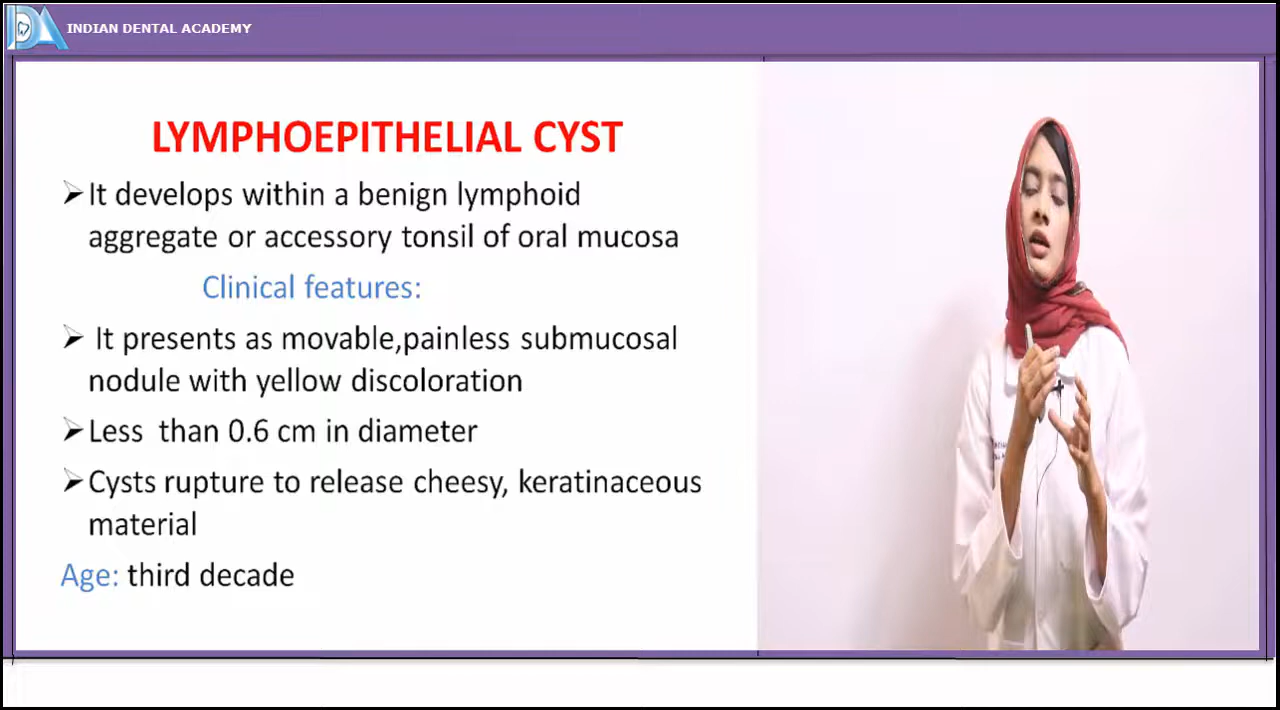 INDIAN DENTAL ACADEMY
LYMPHOEPITHELIAL CYST
It develops within a benign lymphoid
aggregate or accessory tonsil of oral mucosa
Clinical features:
It presents as movable,painless submucosal
nodule with yellow discoloration
Less than 0.6 cm in diameter
Cysts rupture to release cheesy, keratinaceous
material
Age: third decade